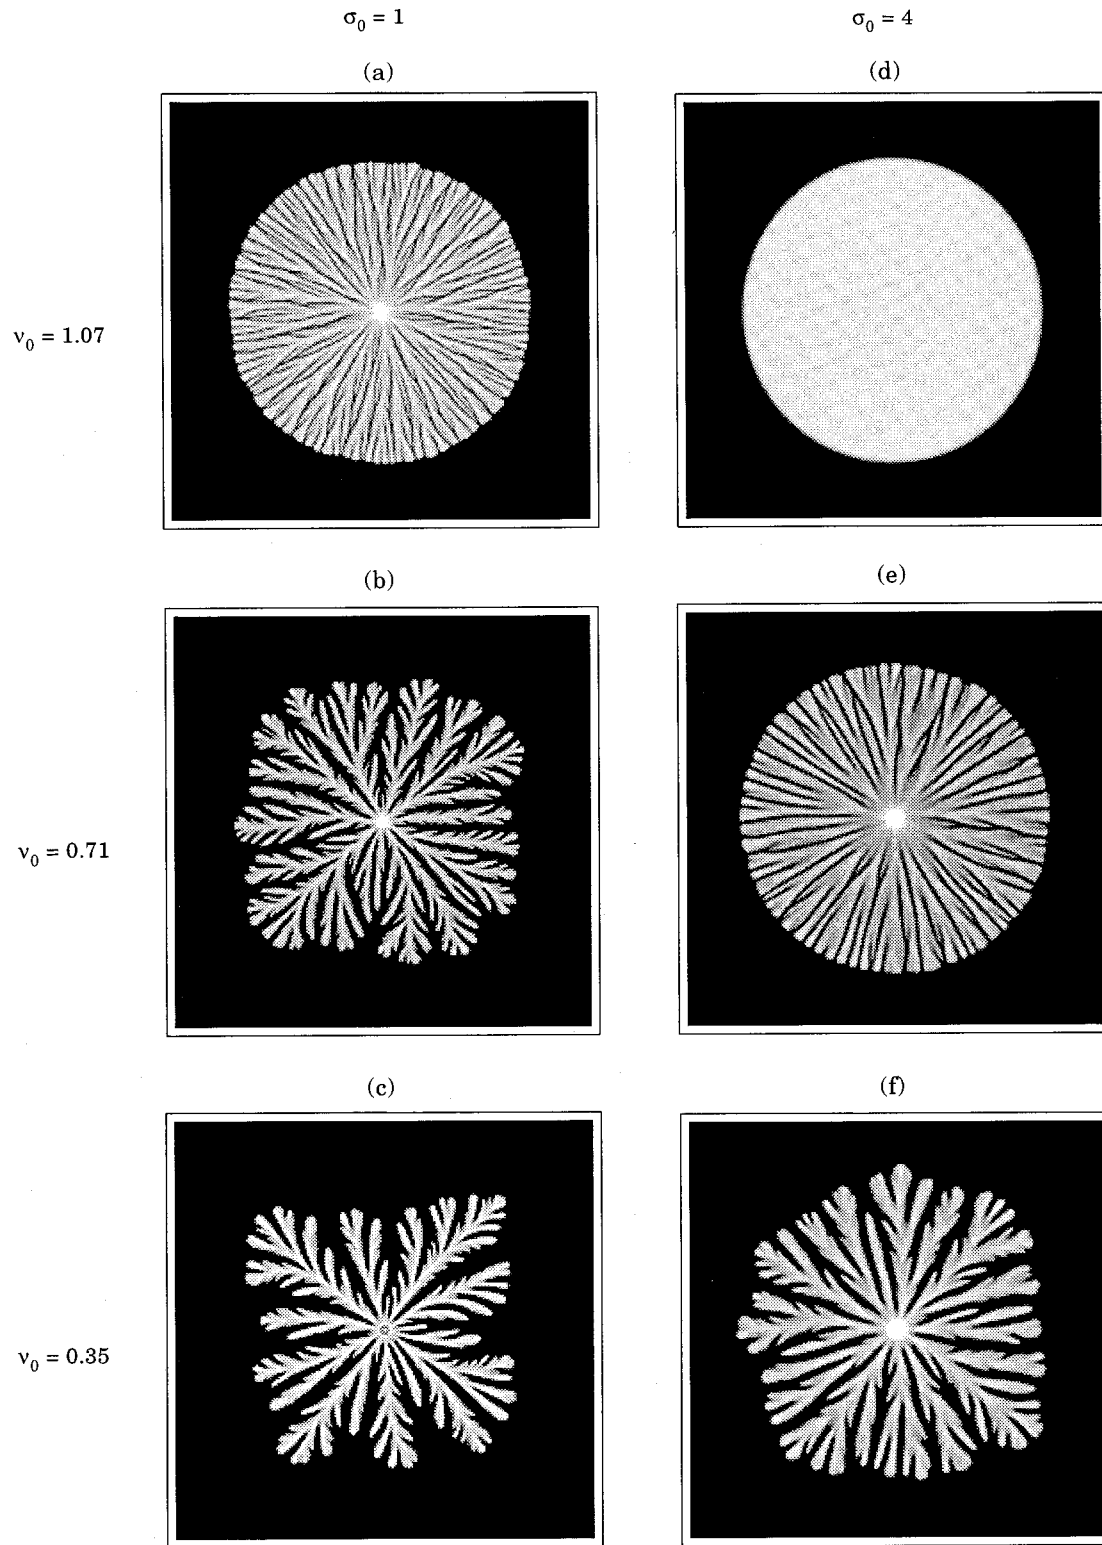 σ₀ = 1
σ₀ = 4
(a)
(d)
ν₀ = 1.07
(b)
(e)
ν₀ = 0.71
(c)
(f)
ν₀ = 0.35